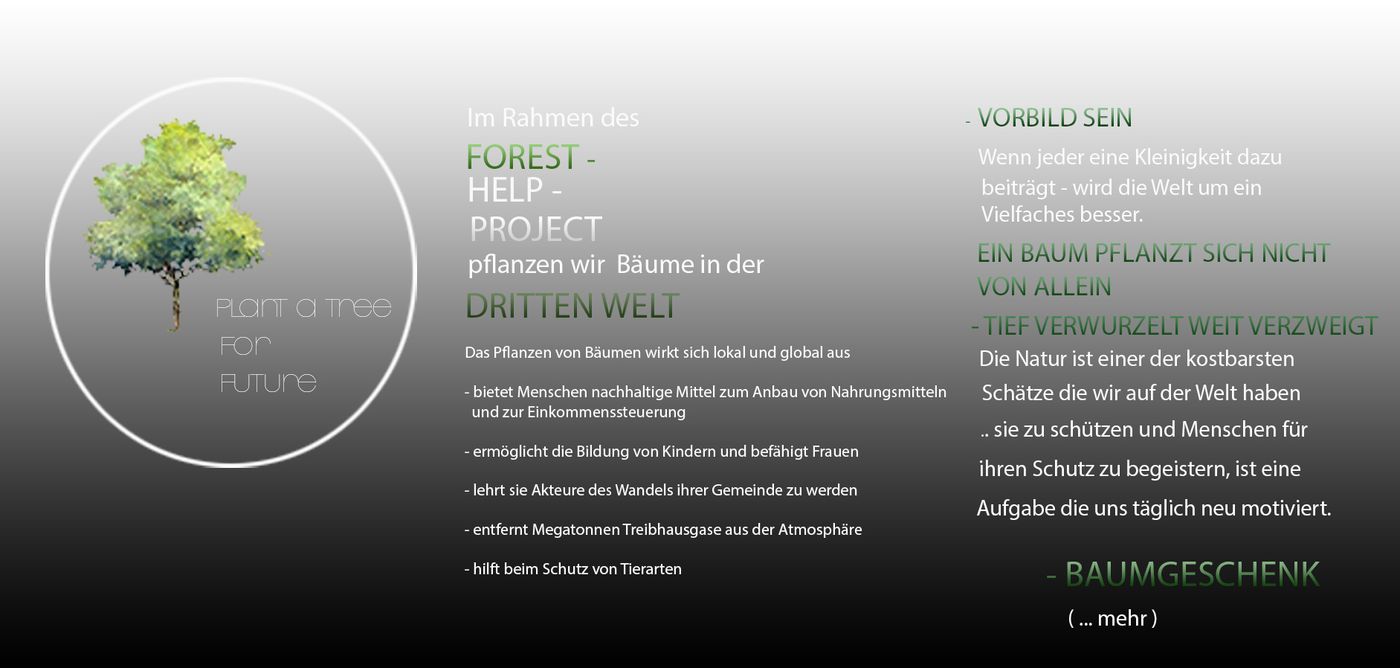 PLant a Tree
For
Future
Im Rahmen des
FOREST -
HELP -
PROJECT
pflanzen wir Bäume in der
DRITTEN WELT
Das Pflanzen von Bäumen wirkt sich lokal und global aus
- bietet Menschen nachhaltige Mittel zum Anbau von Nahrungsmitteln
und zur Einkommenssteuerung
- ermöglicht die Bildung von Kindern und befähigt Frauen
- lehrt sie Akteure des Wandels ihrer Gemeinde zu werden
- entfernt Megatonnen Treibhausgase aus der Atmosphäre
- hilft beim Schutz von Tierarten
- VORBILD SEIN
Wenn jeder eine Kleinigkeit dazu
beiträgt - wird die Welt um ein
Vielfaches besser.
EIN BAUM PFLANZT SICH NICHT
VON ALLEIN
- TIEF VERWURZELT WEIT VERZWEIGT
Die Natur ist einer der kostbarsten
Schätze die wir auf der Welt haben
.. sie zu schützen und Menschen für
ihren Schutz zu begeistern, ist eine
Aufgabe die uns täglich neu motiviert.
- BAUMGESCHENK
( ... mehr )